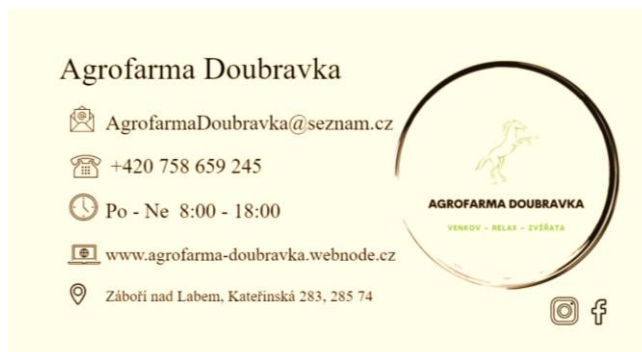 Agrofarma Doubravka
AgrofarmaDoubravka@seznam.cz
+420 758 659 245
Po - Ne 8:00 - 18:00
www.agrofarma-doubravka.webnode.cz
Záboří nad Labem, Kateřinská 283, 285 74
AGROFARMA DOUBRAVKA
VENKOV – RELAX – ZVÍŘATA